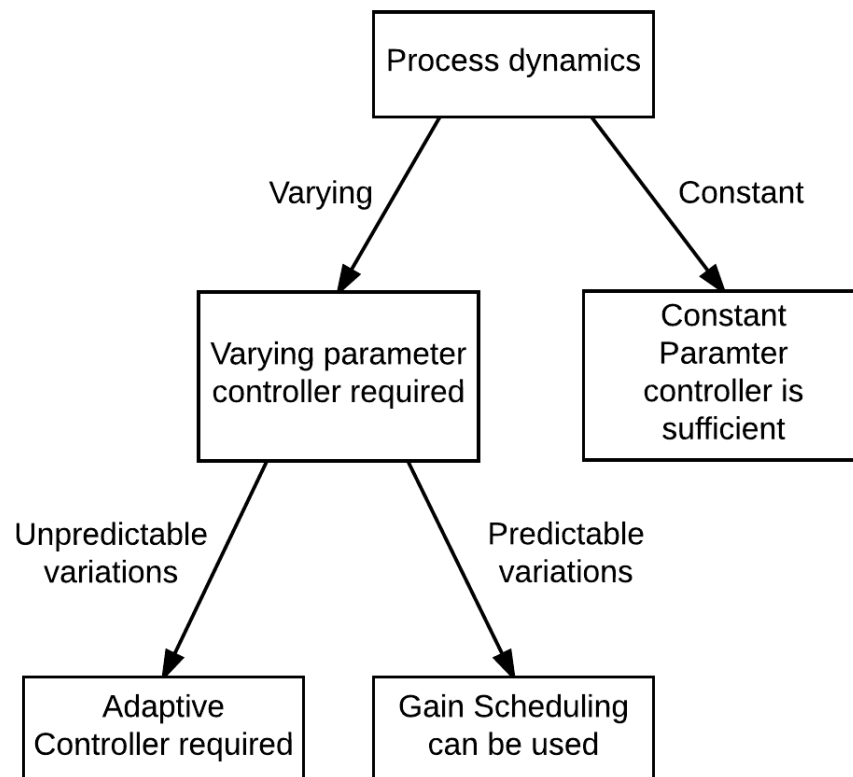 Process dynamics
Varying
Constant
Varying parameter
controller required
Constant
Paramter
controller is
sufficient
Unpredictable
variations
Predictable
variations
Adaptive
Controller required
Gain Scheduling
can be used